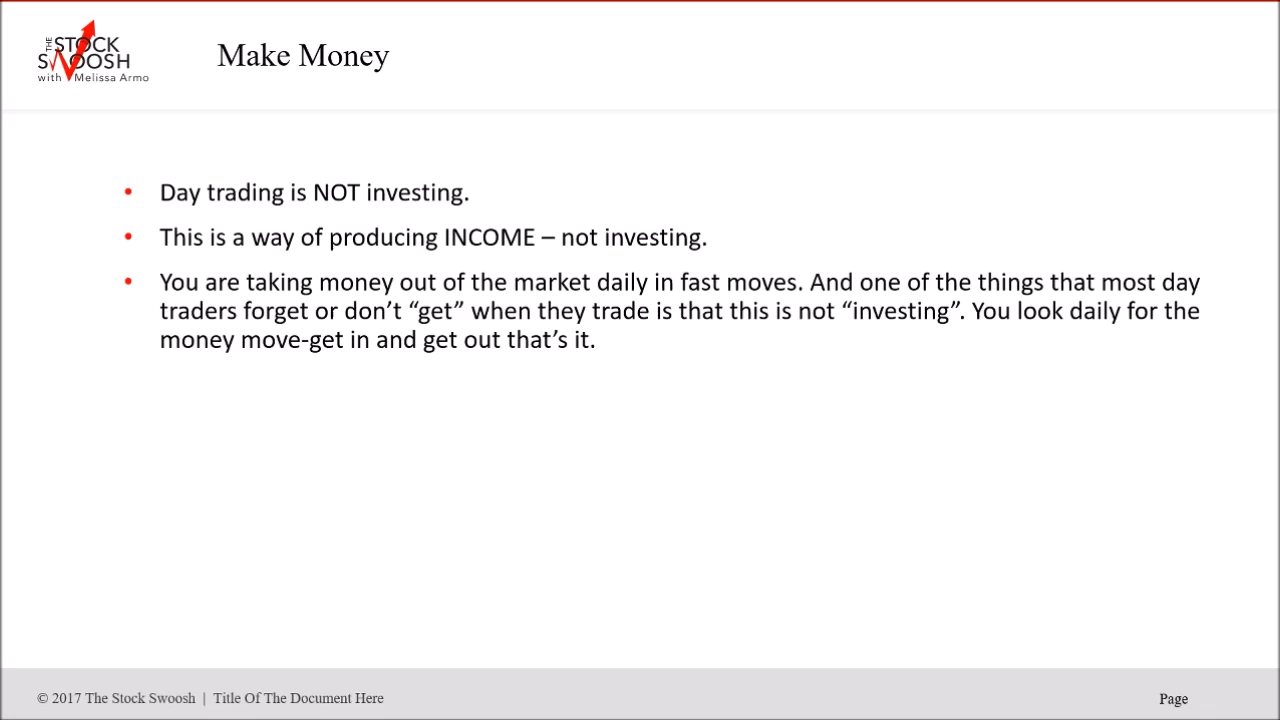 THE STOCK
SWOOSH
with Melissa Armo
Make Money
• Day trading is NOT investing.
• This is a way of producing INCOME – not investing.
• You are taking money out of the market daily in fast moves. And one of the things that most day
traders forget or don’t “get” when they trade is that this is not “investing”. You look daily for the
money move-get in and get out that’s it.
© 2017 The Stock Swoosh | Title Of The Document Here
Page